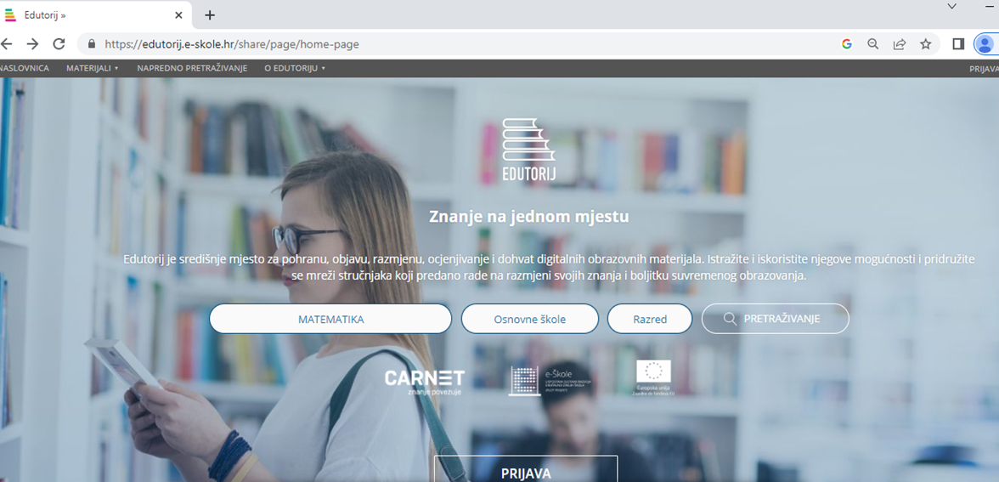 Edutorij »
https://edutorij.e-skole.hr/share/page/home-page
NASLOVNICA MATERIJALI NAPREDNO PRETRAŽIVANJE O EDUTORIJU PRIJAVA
EDUTORIJ
Znanje na jednom mjestu
Edutorij je središnje mjesto za pohranu, objavu, razmjenu, ocjenjivanje i dohvat digitalnih obrazovnih materijala. Istražite i iskoristite njegove mogućnosti i pridružite
se mreži stručnjaka koji predano rade na razmjeni svojih znanja i boljitku suvremenog obrazovanja.
MATEMATIKA Osnovne škole Razred PRETRAŽIVANJE
CARNET
znanje povezuje
e-Škole
Europska unija
PRIJAVA